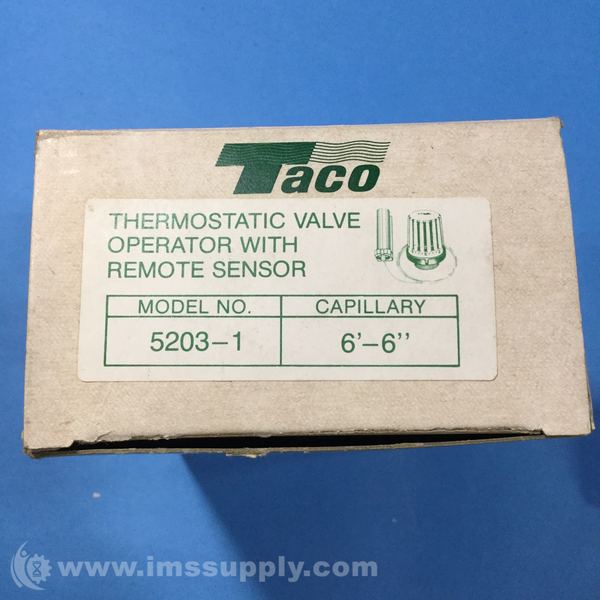 Taco
THERMOSTATIC VALVE
OPERATOR WITH
REMOTE SENSOR
MODEL NO. CAPILLARY
5203-1 6'-6''
www.imssupply.com